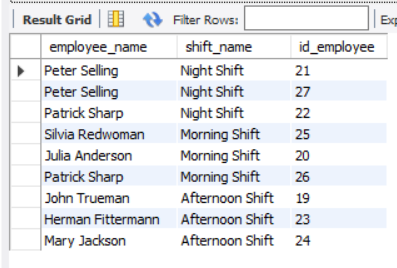 Result Grid Filter Rows: Exp
employee_name shift_name id_employee
Peter Selling Night Shift 21
Peter Selling Night Shift 27
Patrick Sharp Night Shift 22
Silvia Redwoman Morning Shift 25
Julia Anderson Morning Shift 20
Patrick Sharp Morning Shift 26
John Trueman Afternoon Shift 19
Herman Fittermann Afternoon Shift 23
Mary Jackson Afternoon Shift 24